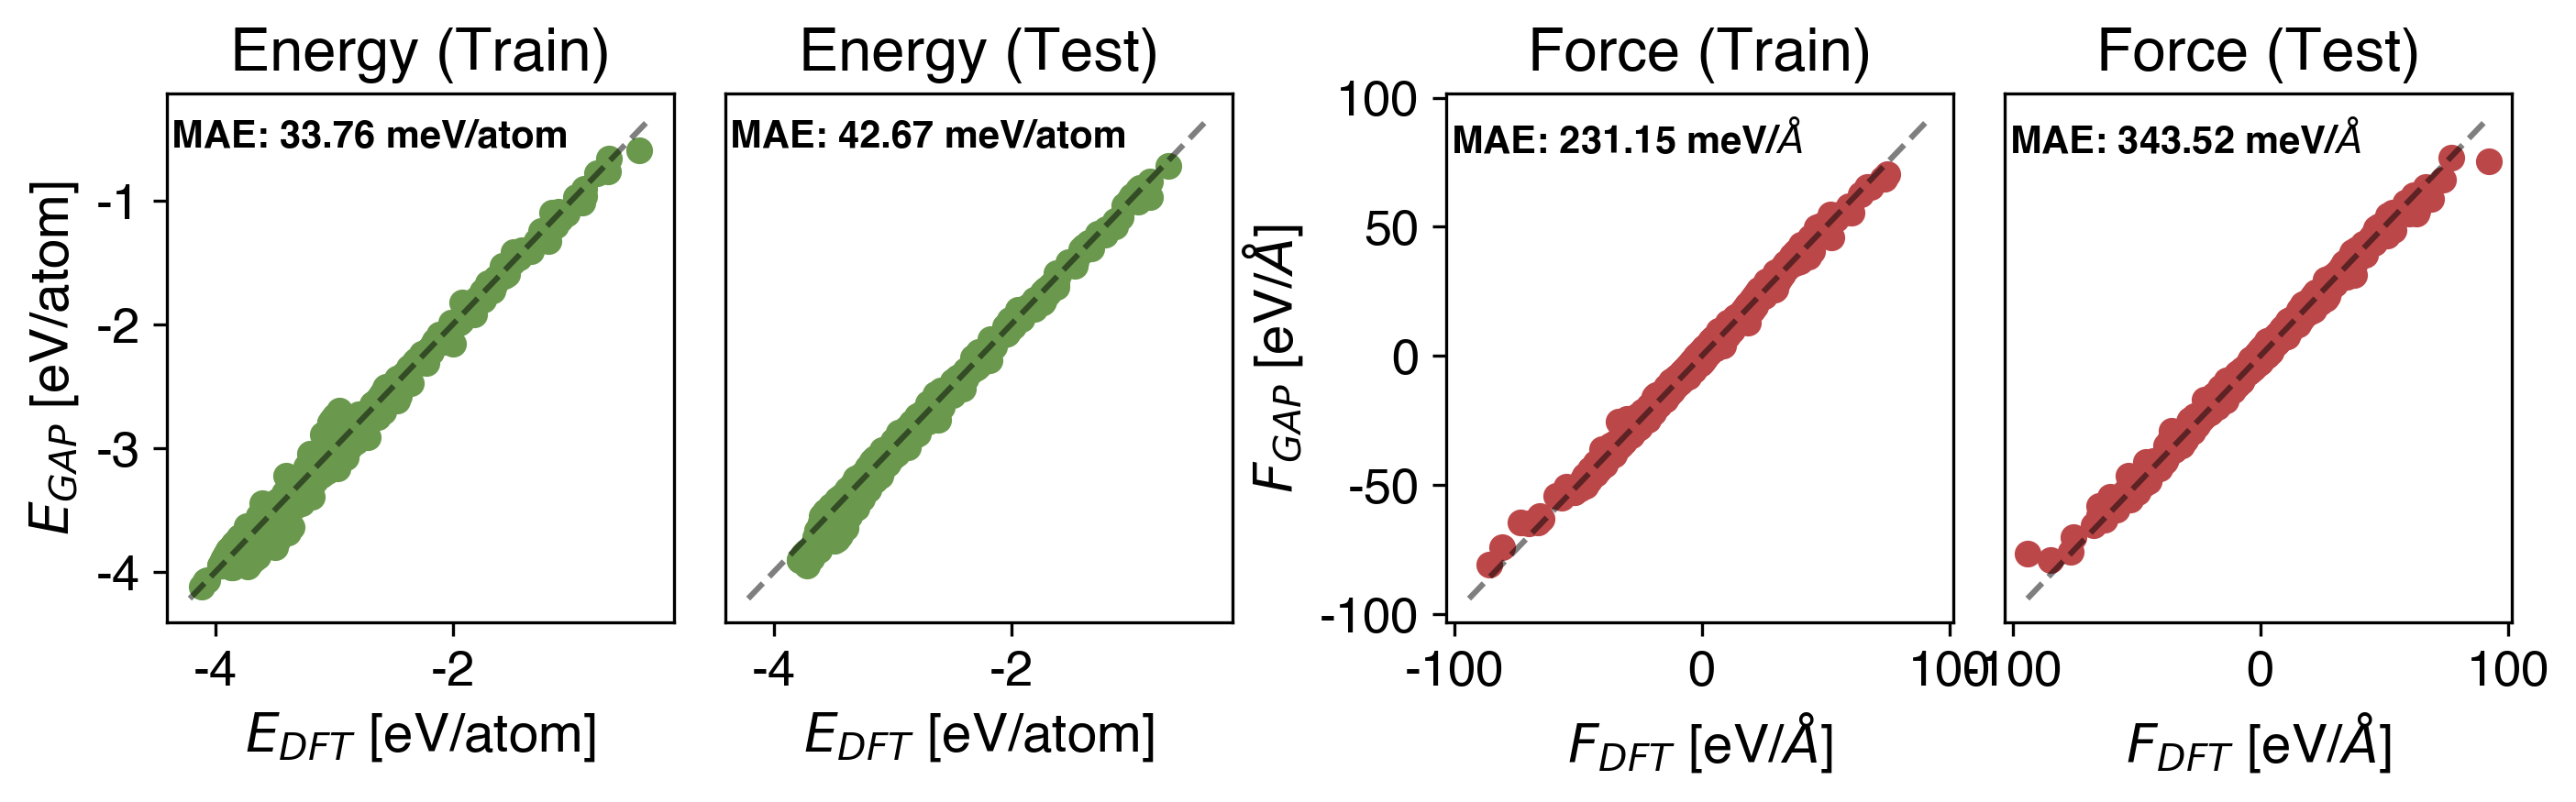 Energy (Train)
MAE: 33.76 meV/atom
E_GAP [eV/atom]
-1
-2
-3
-4
-4
-2
E_DFT [eV/atom]
Energy (Test)
MAE: 42.67 meV/atom
-4
-2
E_DFT [eV/atom]
Force (Train)
MAE: 231.15 meV/Å
F_GAP [eV/Å]
100
50
0
-50
-100
-100
0
100
F_DFT [eV/Å]
Force (Test)
MAE: 343.52 meV/Å
-100
0
100
F_DFT [eV/Å]